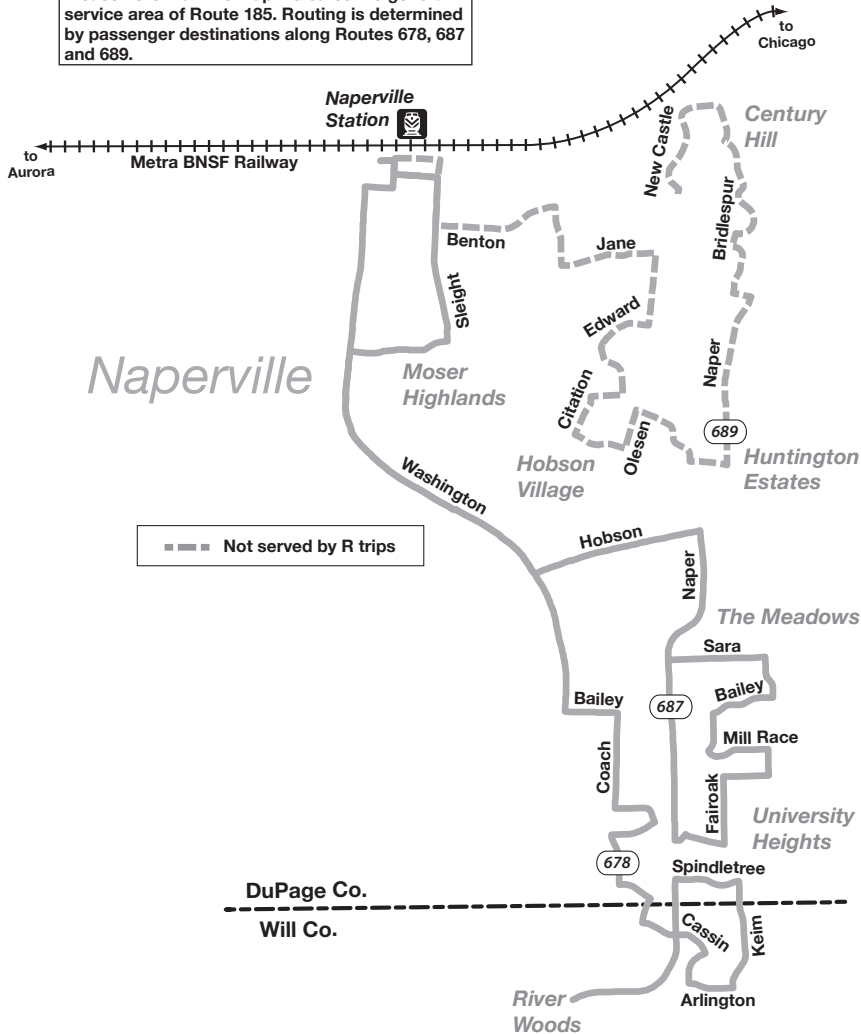 service area of Route 185. Routing is determined
by passenger destinations along Routes 678, 687
and 689.
to
Chicago
Naperville
Station
to
Aurora
Metra BNSF Railway
New Castle
Century
Hill
Bridlespur
Benton
Jane
Sleight
Edward
Naperville
Moser
Highlands
Citation
Naper
689
Olesen
Hobson
Village
Huntington
Estates
Washington
Not served by R trips
Hobson
Naper
The Meadows
Sara
Bailey
Bailey
687
Mill Race
Coach
Fairoak
University
Heights
678
Spindletree
DuPage Co.
Will Co.
Cassin
Keim
River
Woods
Arlington